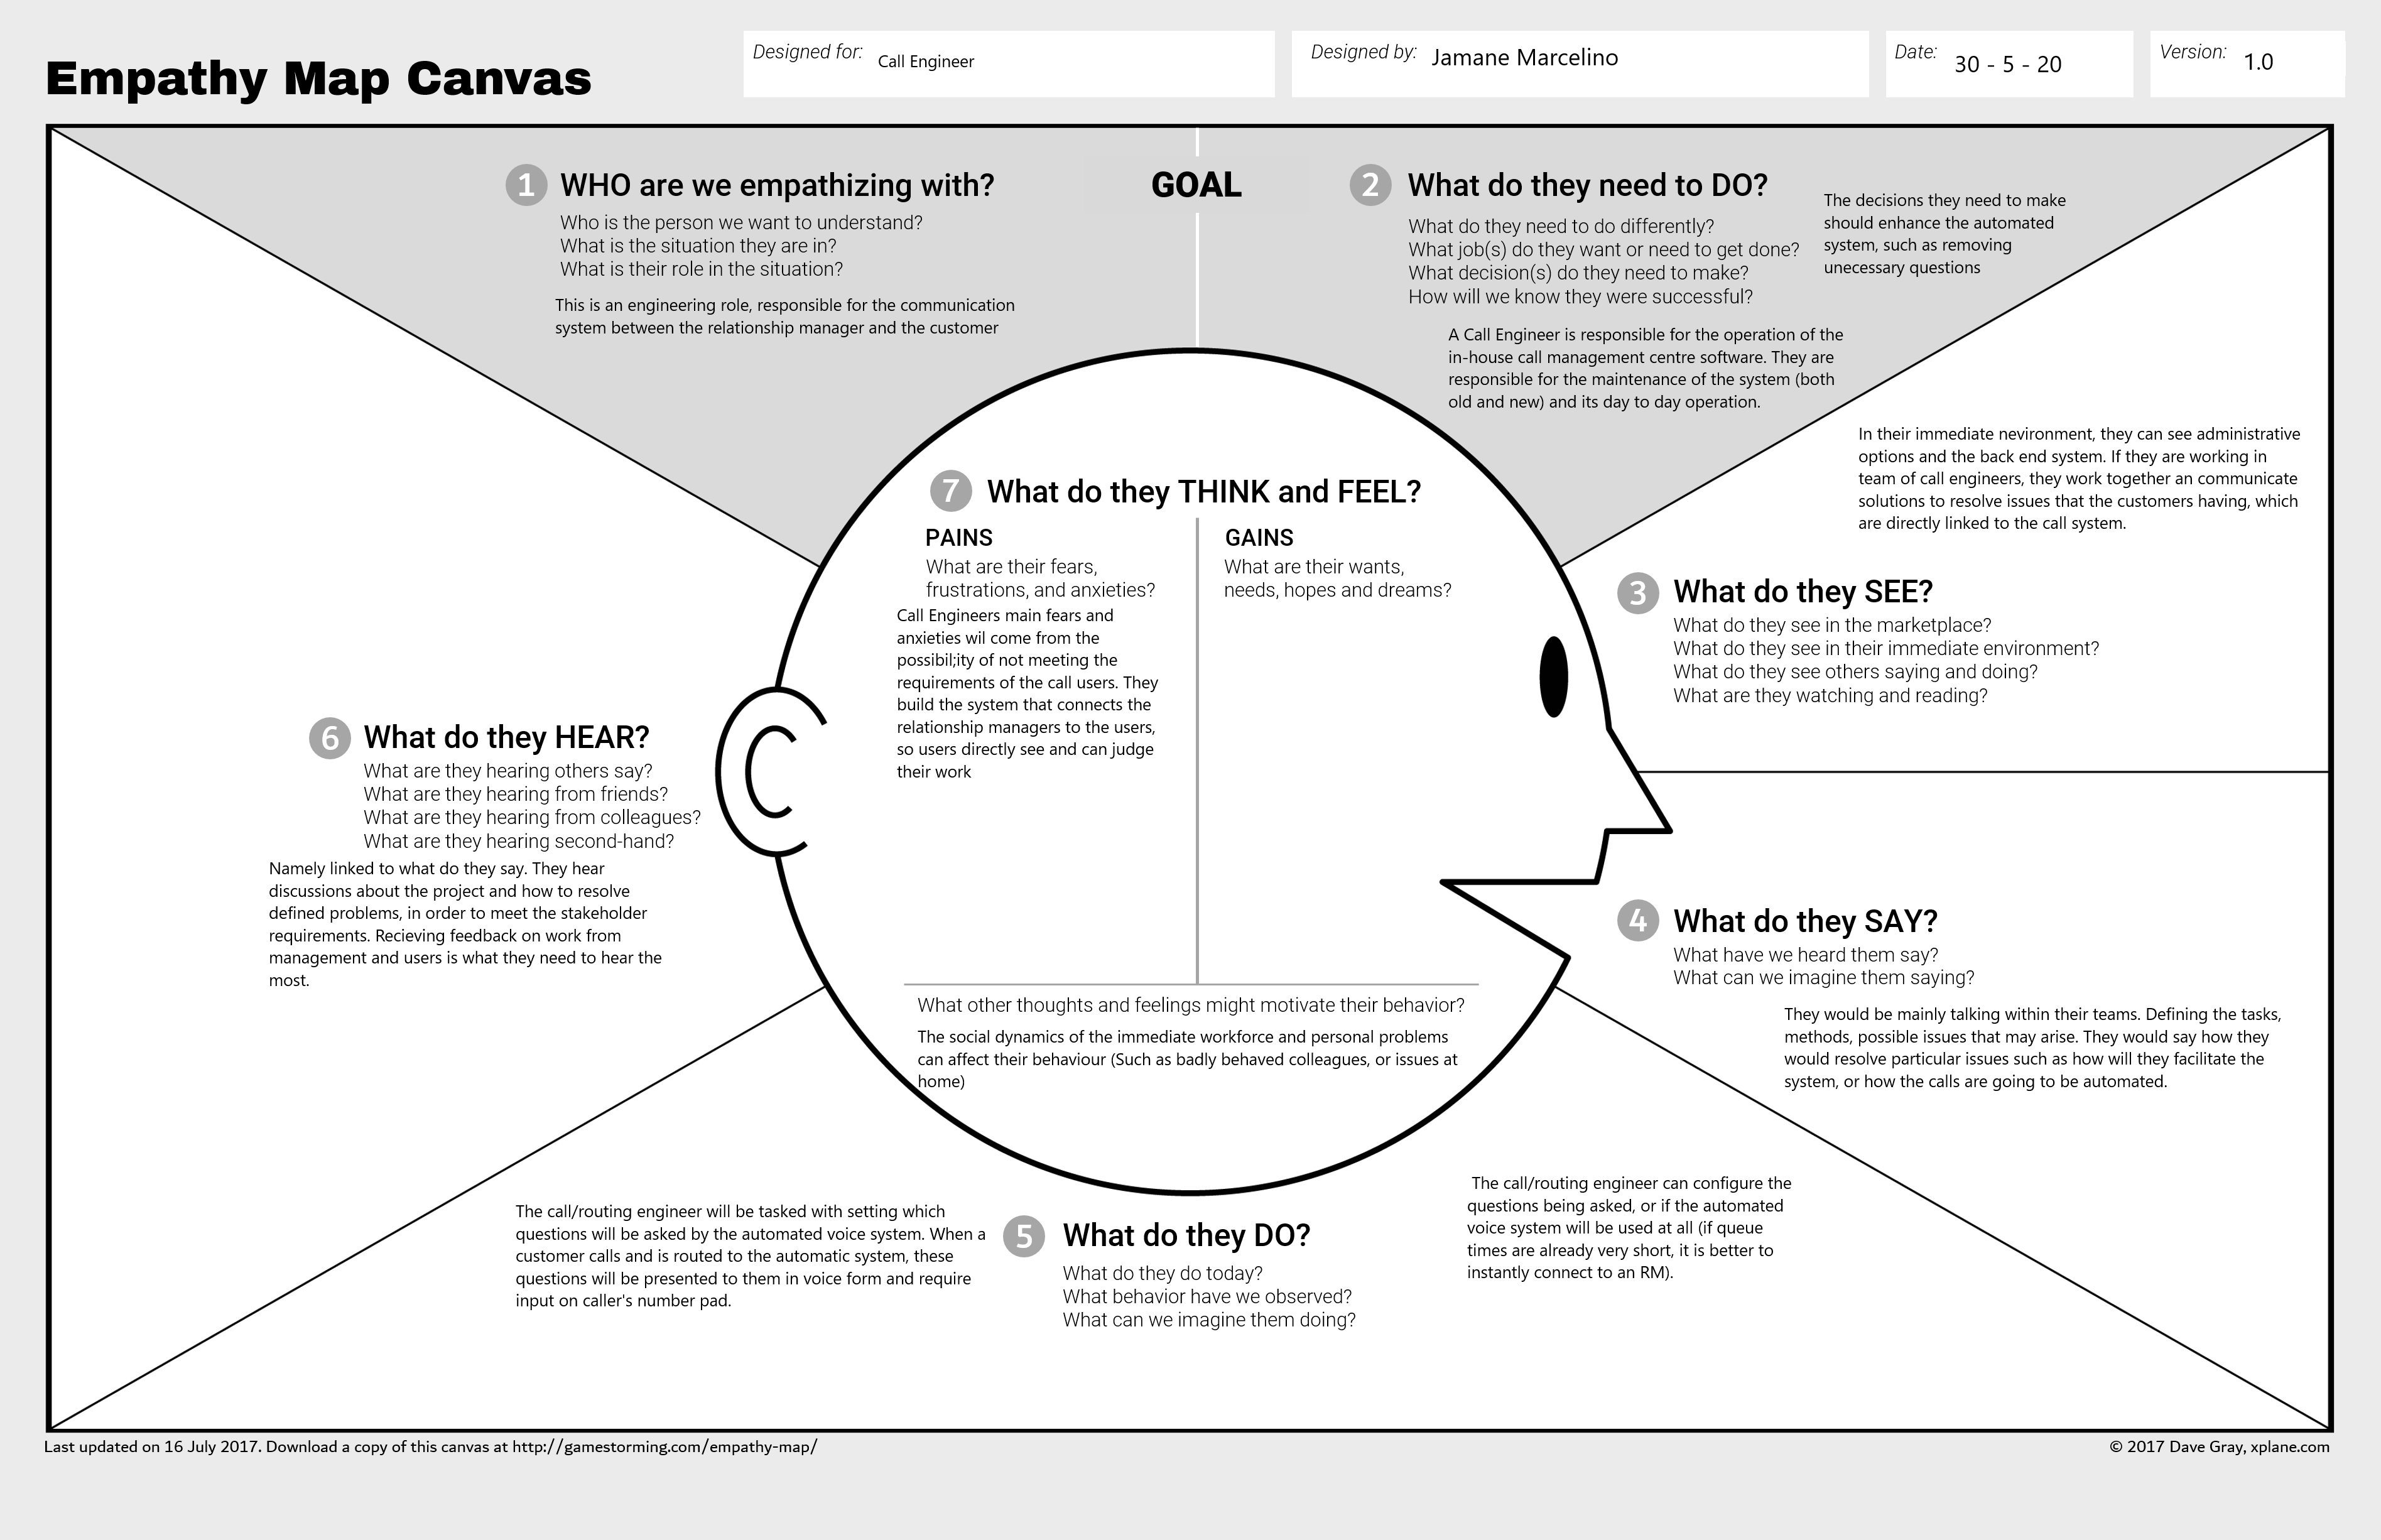 Empathy Map Canvas
Designed for: Call Engineer
Designed by: Jamane Marcelino
Date: 30 - 5 - 20
Version: 1.0
1 WHO are we empathizing with?
Who is the person we want to understand?
What is the situation they are in?
What is their role in the situation?
This is an engineering role, responsible for the communication
system between the relationship manager and the customer
GOAL
2 What do they need to DO?
What do they need to do differently?
What job(s) do they want or need to get done?
What decision(s) do they need to make?
How will we know they were successful?
The decisions they need to make
should enhance the automated
system, such as removing
unecessary questions
A Call Engineer is responsible for the operation of the
in-house call management centre software. They are
responsible for the maintenance of the system (both
old and new) and its day to day operation.
In their immediate nevironment, they can see administrative
options and the back end system. If they are working in
team of call engineers, they work together an communicate
solutions to resolve issues that the customers having, which
are directly linked to the call system.
3 What do they SEE?
What do they see in the marketplace?
What do they see in their immediate environment?
What do they see others saying and doing?
What are they watching and reading?
4 What do they SAY?
What have we heard them say?
What can we imagine them saying?
They would be mainly talking within their teams. Defining the tasks,
methods, possible issues that may arise. They would say how they
would resolve particular issues such as how will they facilitate the
system, or how the calls are going to be automated.
5 What do they DO?
What do they do today?
What behavior have we observed?
What can we imagine them doing?
The call/routing engineer will be tasked with setting which
questions will be asked by the automated voice system. When a
customer calls and is routed to the automatic system, these
questions will be presented to them in voice form and require
input on caller's number pad.
The call/routing engineer can configure the
questions being asked, or if the automated
voice system will be used at all (if queue
times are already very short, it is better to
instantly connect to an RM).
6 What do they HEAR?
What are they hearing others say?
What are they hearing from friends?
What are they hearing from colleagues?
What are they hearing second-hand?
Namely linked to what do they say. They hear
discussions about the project and how to resolve
defined problems, in order to meet the stakeholder
requirements. Recieving feedback on work from
management and users is what they need to hear the
most.
7 What do they THINK and FEEL?
PAINS
What are their fears,
frustrations, and anxieties?
Call Engineers main fears and
anxieties wil come from the
possibil;ity of not meeting the
requirements of the call users. They
build the system that connects the
relationship managers to the users,
so users directly see and can judge
their work
GAINS
What are their wants,
needs, hopes and dreams?
What other thoughts and feelings might motivate their behavior?
The social dynamics of the immediate workforce and personal problems
can affect their behaviour (Such as badly behaved colleagues, or issues at
home)
Last updated on 16 July 2017. Download a copy of this canvas at http://gamestorming.com/empathy-map/
© 2017 Dave Gray, xplane.com